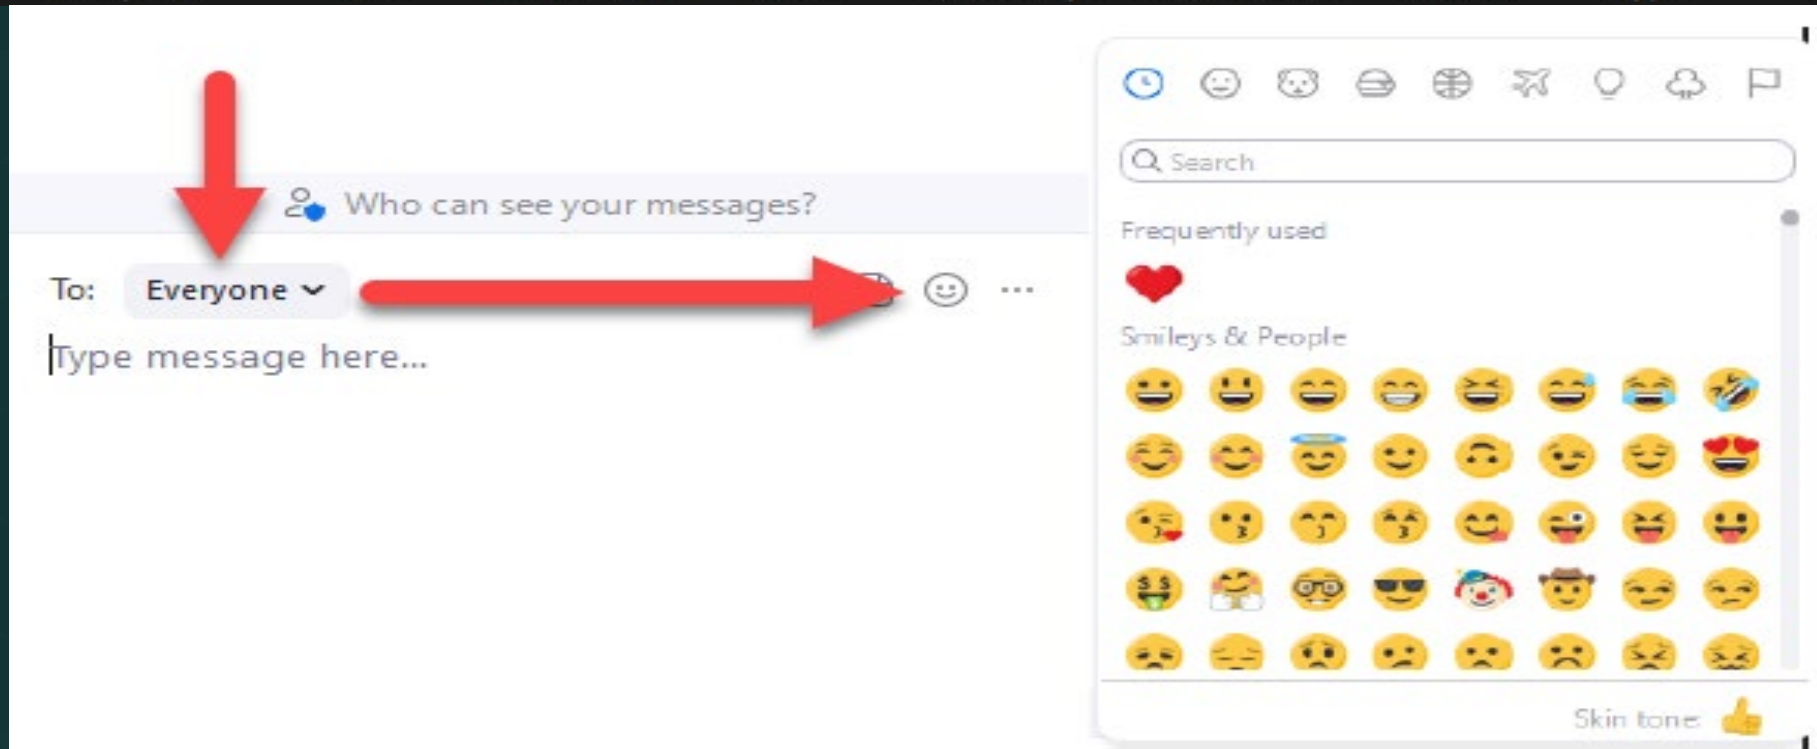 Who can see your messages?
To: Everyone
Type message here...
Search
Frequently used
Smileys & People
Skin tone: